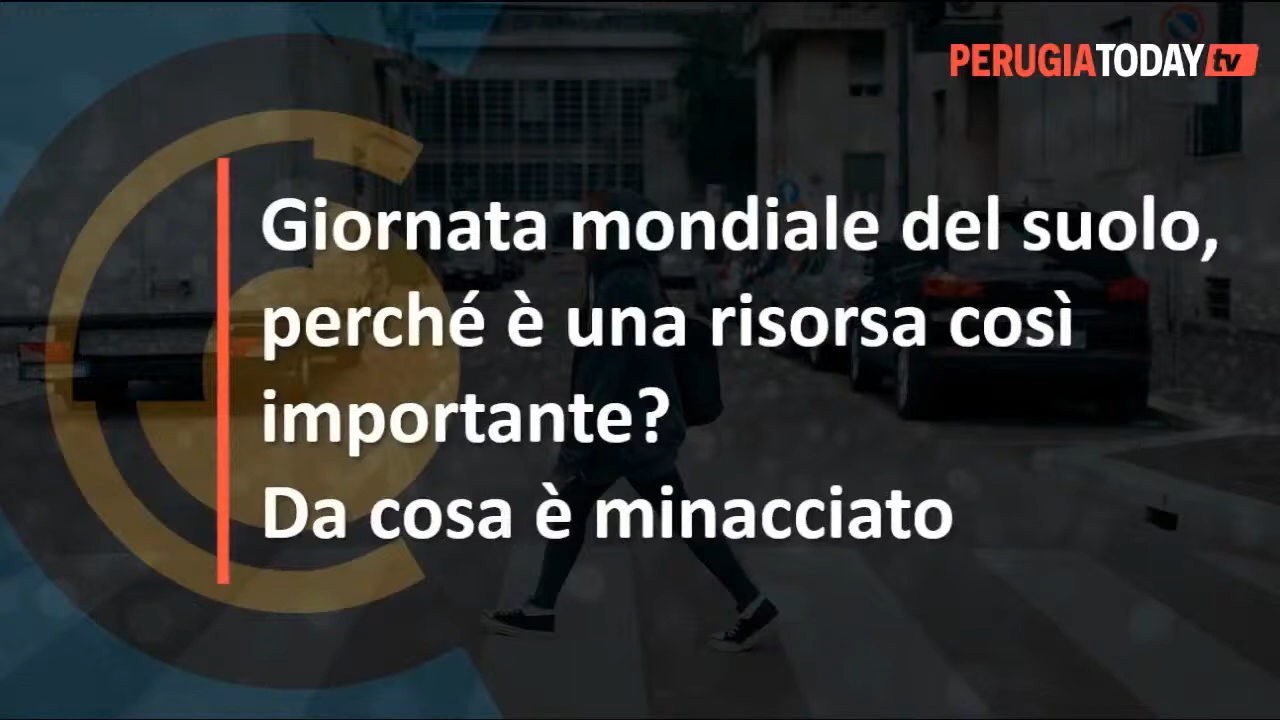 PERUGIATODAY tv
Giornata mondiale del suolo,
perché è una risorsa così
importante?
Da cosa è minacciato